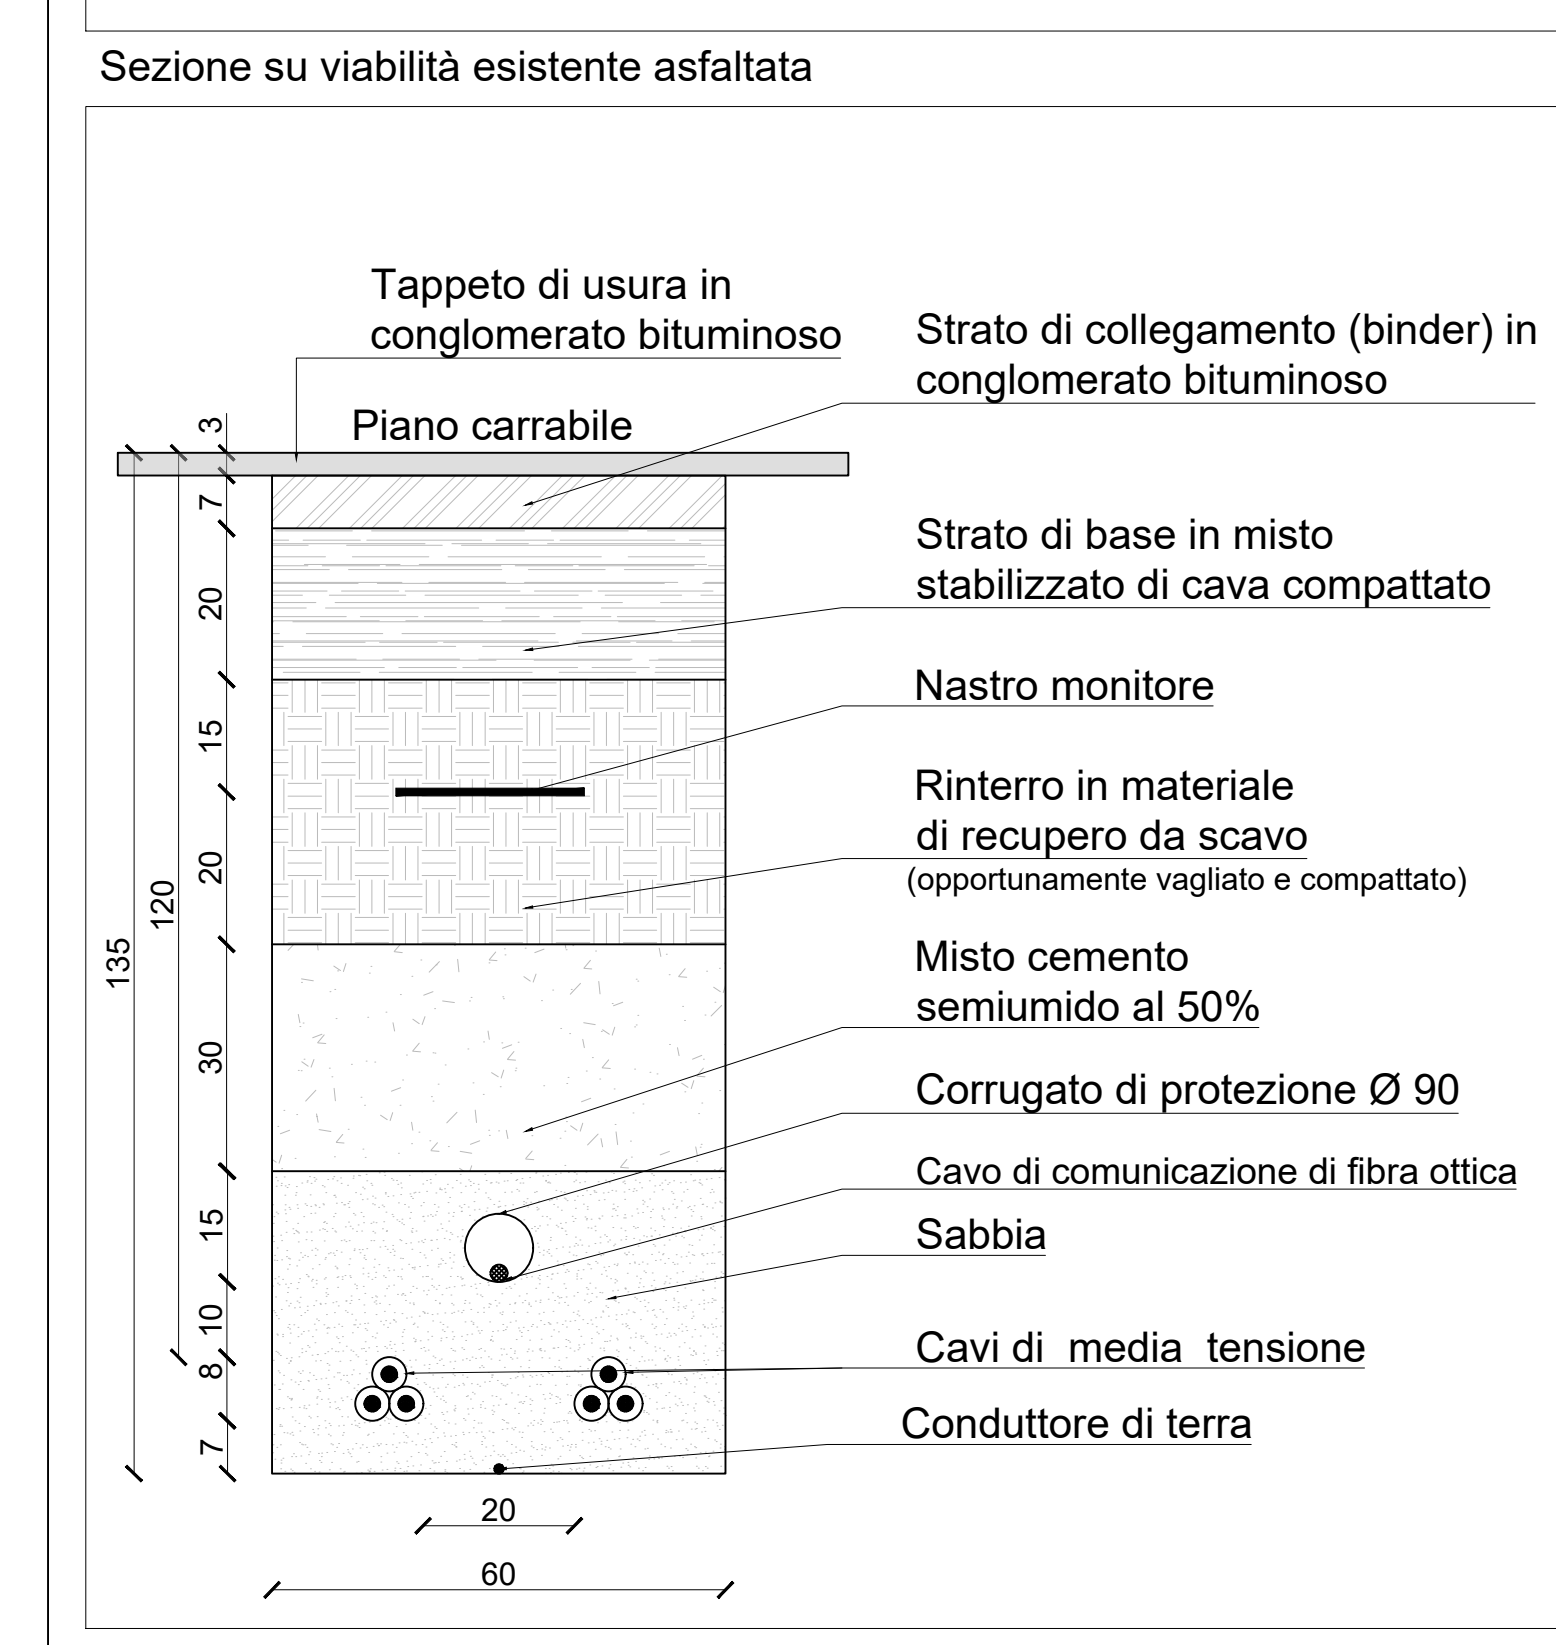 Sezione su viabilità esistente asfaltata
Tappeto di usura in
conglomerato bituminoso
Strato di collegamento (binder) in
conglomerato bituminoso
Piano carrabile
3
7
20
15
20
30
15
10
8
7
120
135
Strato di base in misto
stabilizzato di cava compattato
Nastro monitore
Rinterro in materiale
di recupero da scavo
(opportunamente vagliato e compattato)
Misto cemento
semiumido al 50%
Corrugato di protezione Ø 90
Cavo di comunicazione di fibra ottica
Sabbia
Cavi di media tensione
Conduttore di terra
20
60